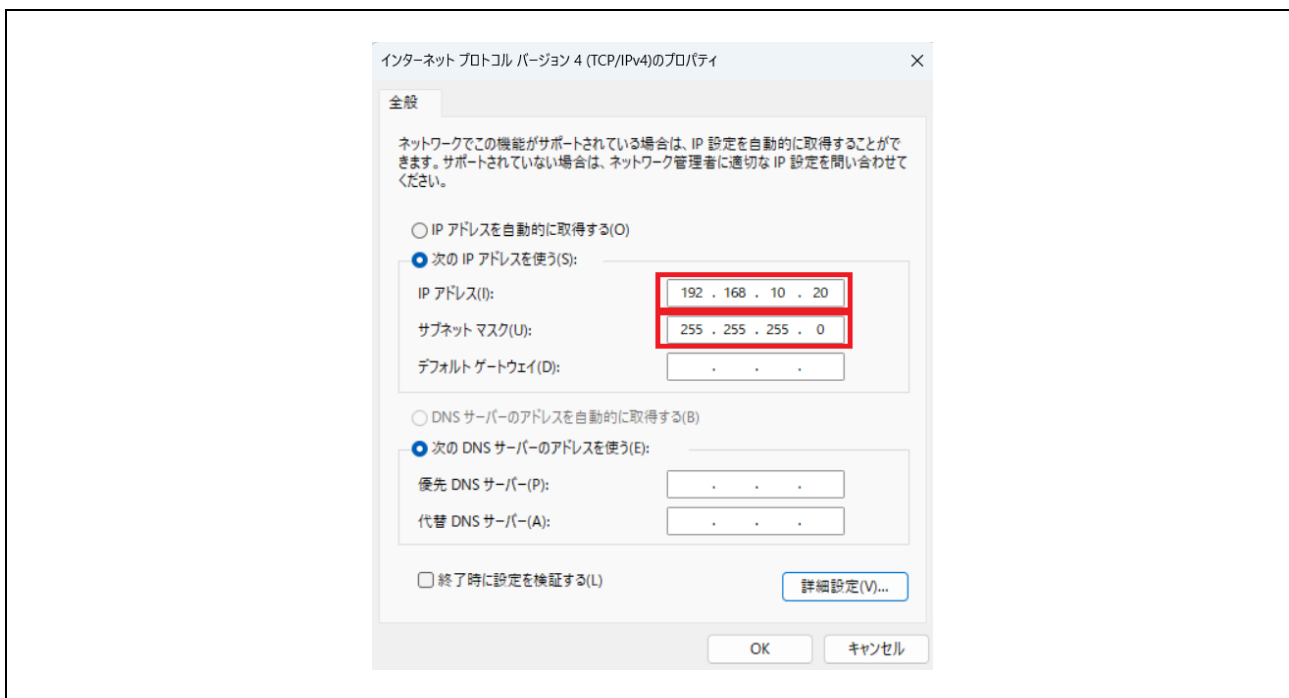 インターネット プロトコル バージョン 4 (TCP/IPv4)のプロパティ
全般
ネットワークでこの機能がサポートされている場合は、IP 設定を自動的に取得することがで
きます。サポートされていない場合は、ネットワーク管理者に適切な IP 設定を問い合わせて
ください。
IP アドレスを自動的に取得する(O)
次の IP アドレスを使う(S):
IP アドレス(I): 192 . 168 . 10 . 20
サブネット マスク(U): 255 . 255 . 255 . 0
デフォルト ゲートウェイ(D): . . .
DNS サーバーのアドレスを自動的に取得する(B)
次の DNS サーバーのアドレスを使う(E):
優先 DNS サーバー(P): . . .
代替 DNS サーバー(A): . . .
終了時に設定を検証する(L)
詳細設定(V)...
OK キャンセル